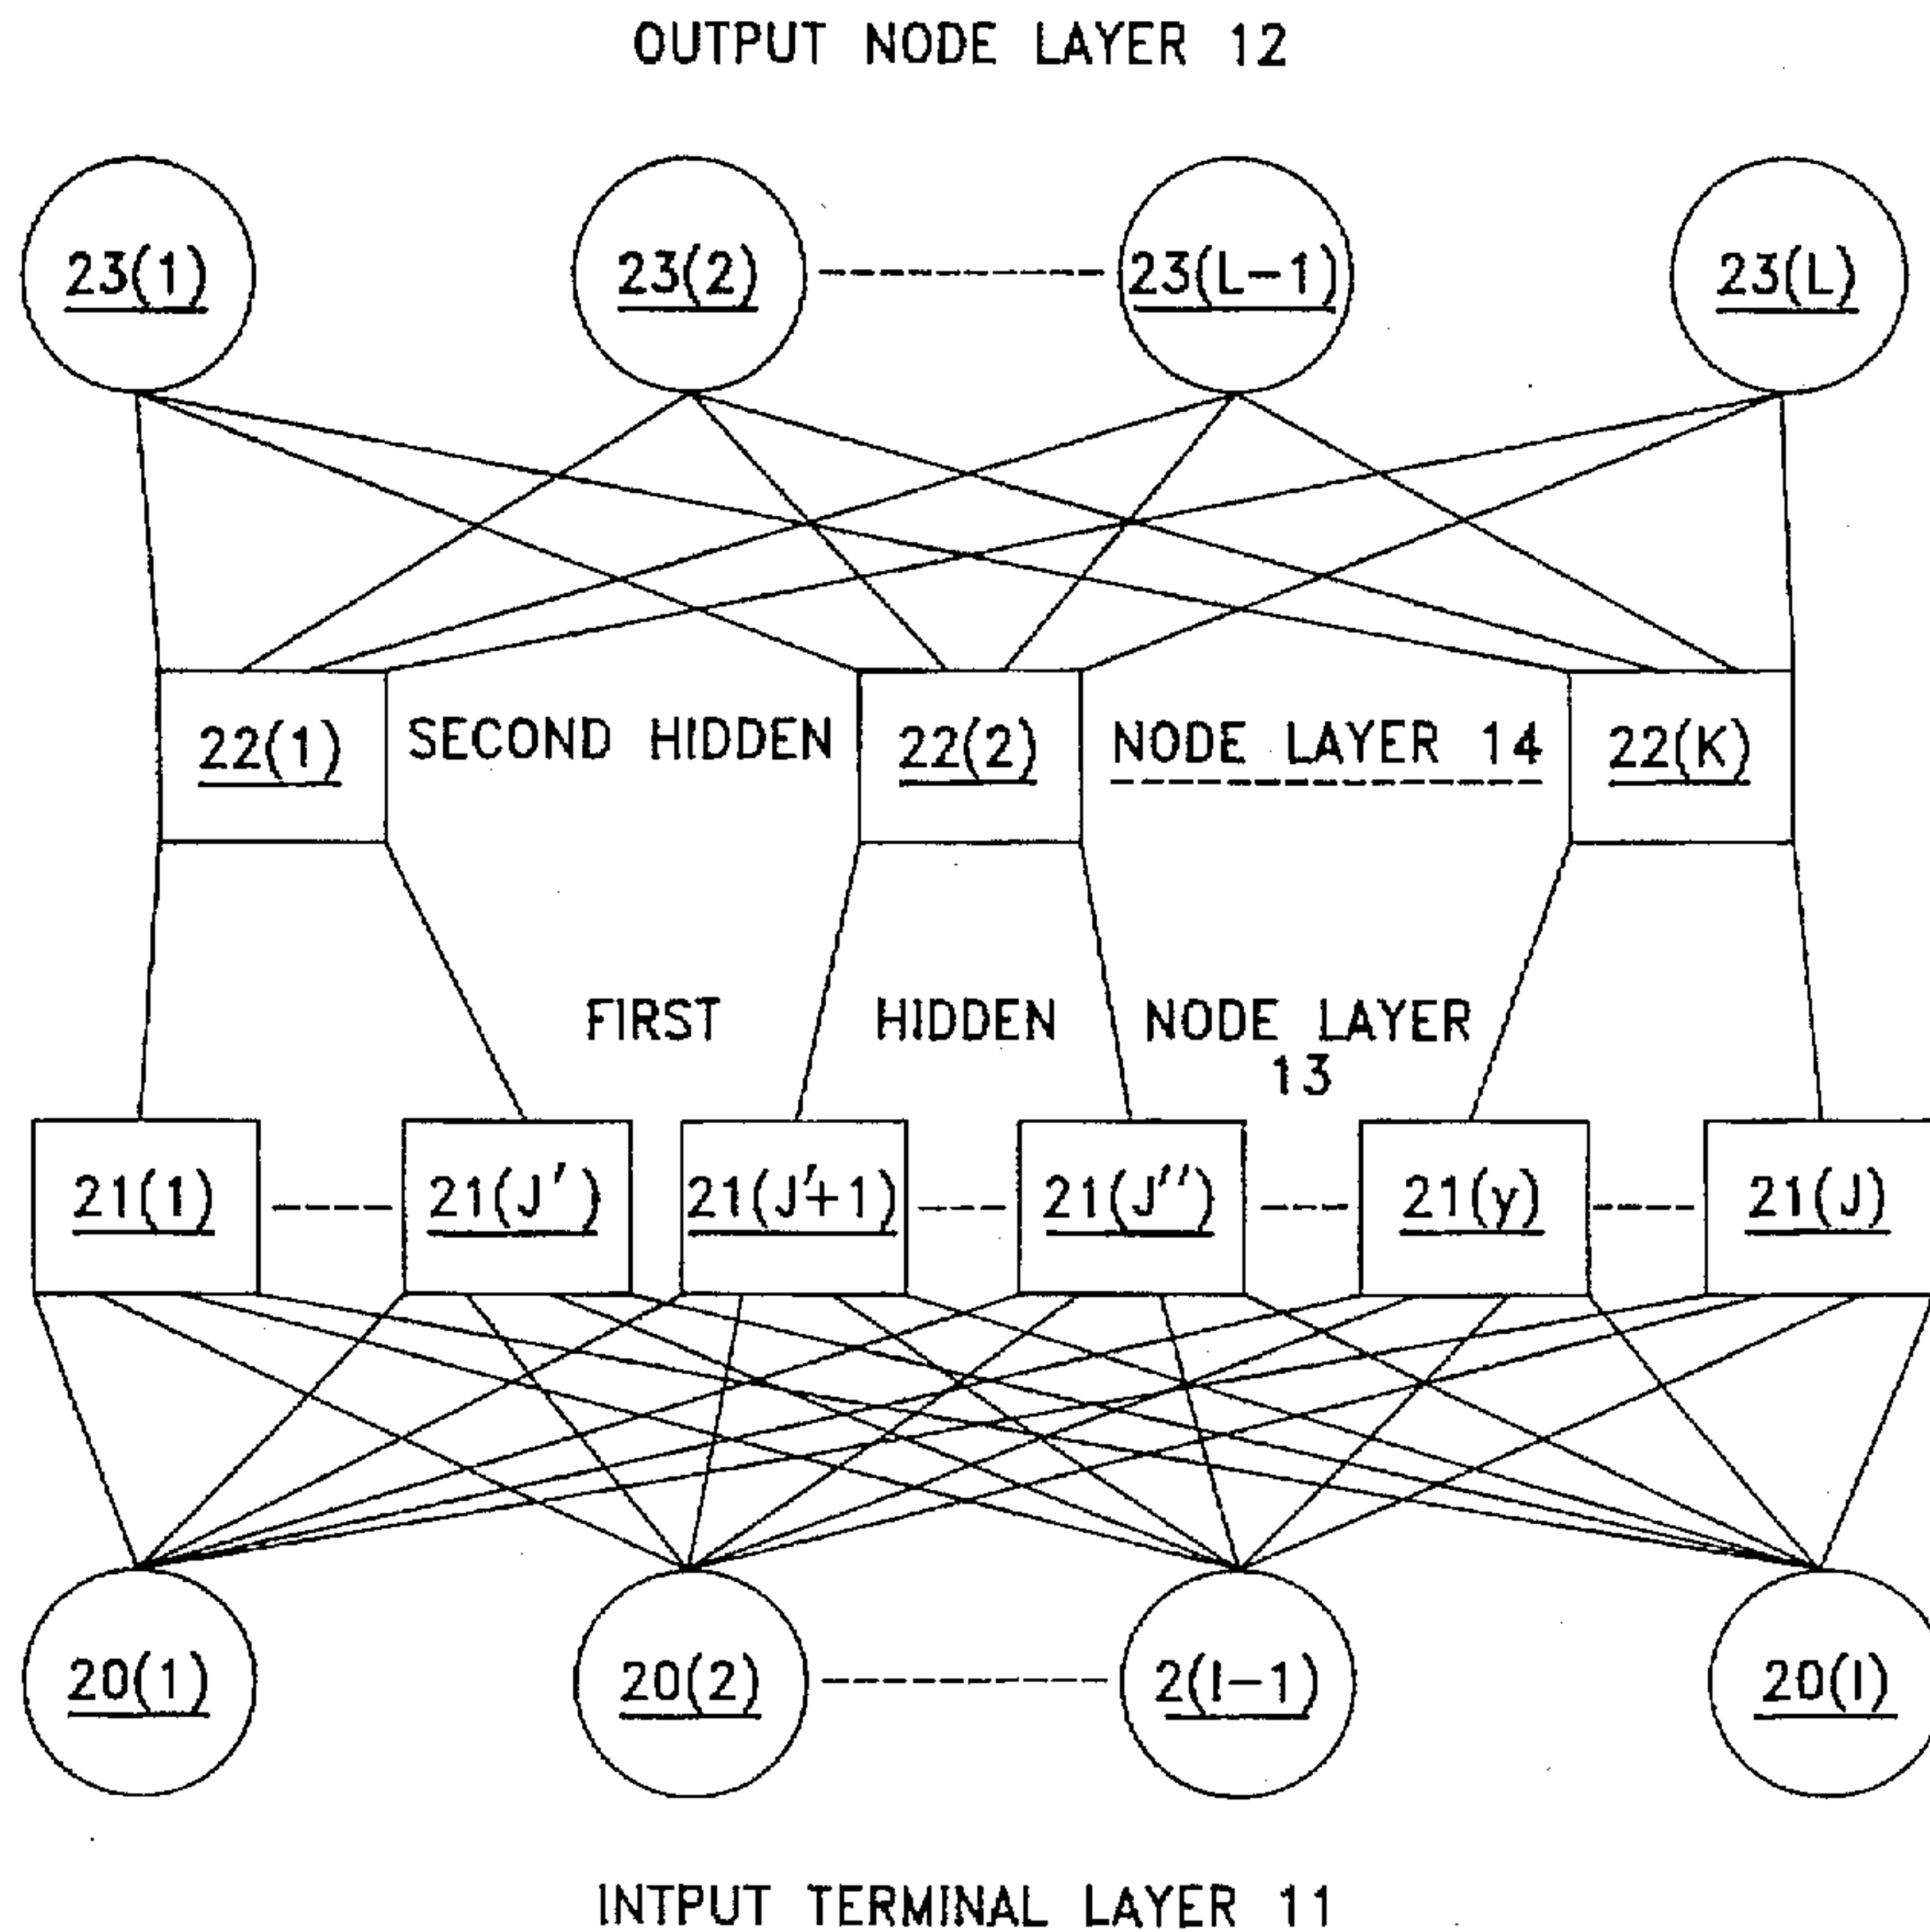 OUTPUT NODE LAYER 12
23(1) 23(2) 23(L-1) 23(L)
22(1) SECOND HIDDEN 22(2) NODE LAYER 14 22(K)
FIRST HIDDEN NODE LAYER
13
21(1) 21(J') 21(J'+1) 21(J'') 21(y) 21(J)
20(1) 20(2) 2(I-1) 20(I)
INTPUT TERMINAL LAYER 11